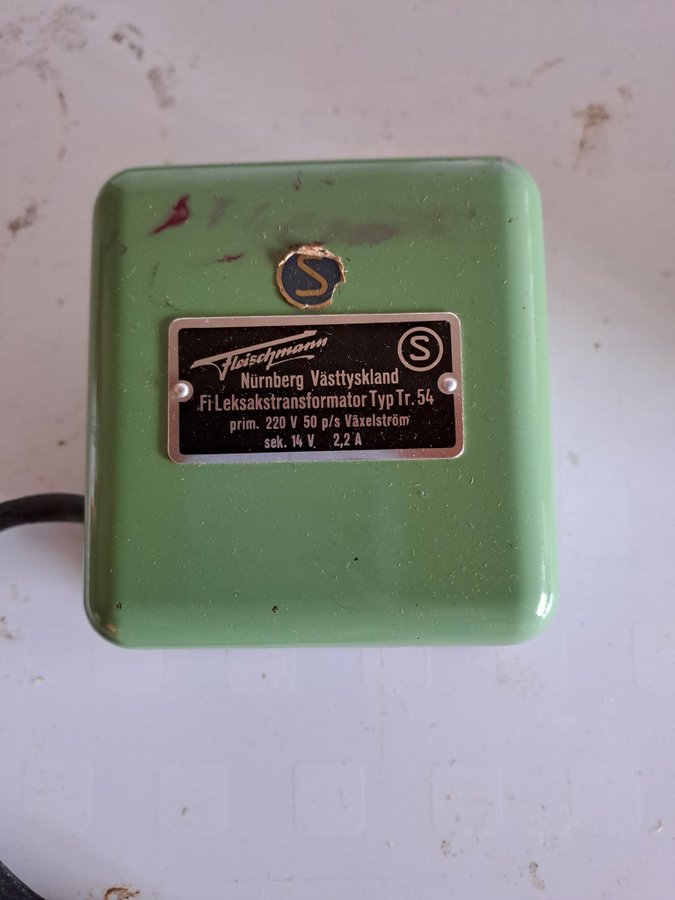 S
Fleischmann S
Nürnberg Västtyskland
Fi Leksakstransformator Typ Tr. 54
prim. 220 V 50 p/s Växelström
sek. 14 V 2,2 A